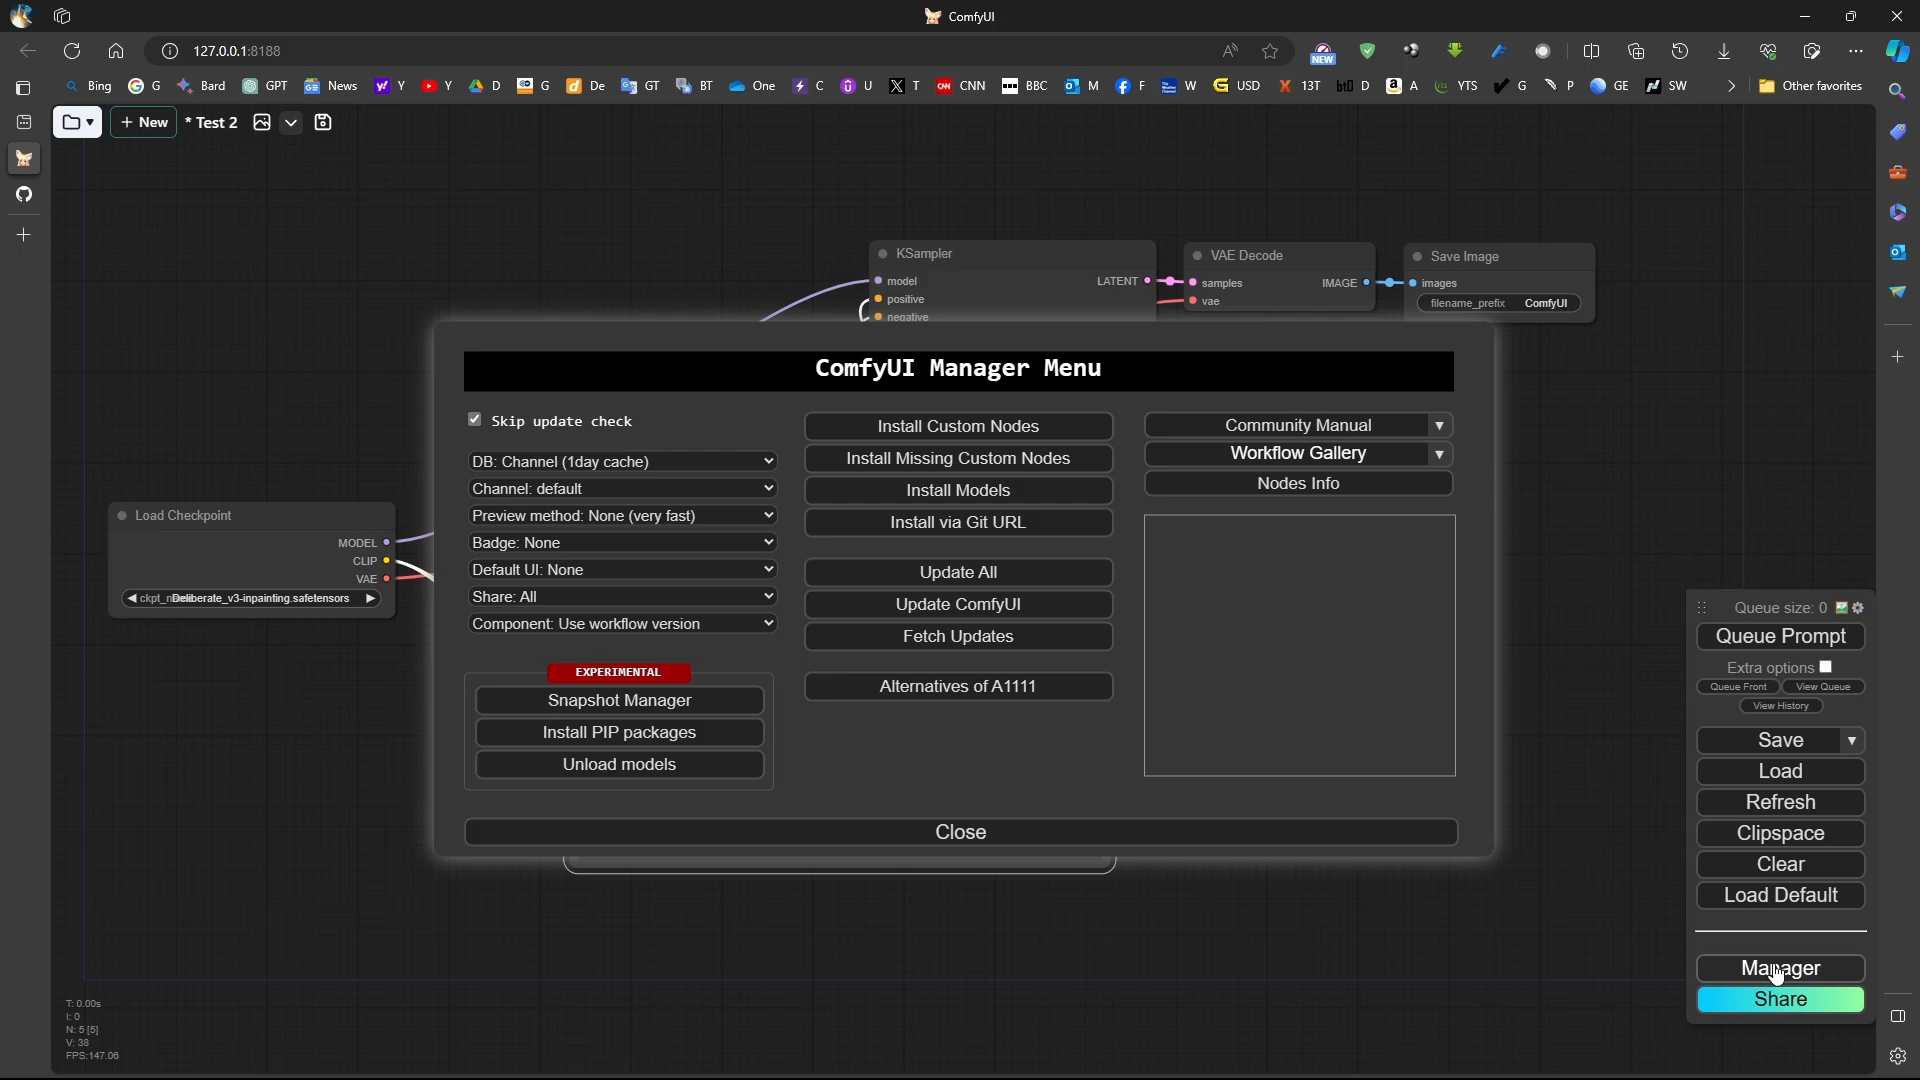 ComfyUI
127.0.0.1:8188
NEW
Bing G Bard GPT News Y Y D G De GT BT One C U T CNN BBC M F W USD 13T D A YTS G P GE SW Other favorites
+ New * Test 2
KSampler
model LATENT
positive
negative
VAE Decode
samples IMAGE
vae
Save Image
images
filename_prefix ComfyUI
ComfyUI Manager Menu
Skip update check
DB: Channel (1day cache)
Channel: default
Preview method: None (very fast)
Badge: None
Default UI: None
Share: All
Component: Use workflow version
EXPERIMENTAL
Snapshot Manager
Install PIP packages
Unload models
Install Custom Nodes
Install Missing Custom Nodes
Install Models
Install via Git URL
Update All
Update ComfyUI
Fetch Updates
Alternatives of A1111
Community Manual
Workflow Gallery
Nodes Info
Close
Load Checkpoint
MODEL
CLIP
VAE
Deliberate_v3-inpainting.safetensors
Queue size: 0
Queue Prompt
Extra options
Queue Front View Queue
View History
Save
Load
Refresh
Clipspace
Clear
Load Default
Manager
Share
T: 0.00s
I: 0
N: 5 [5]
V: 38
FPS:147.06